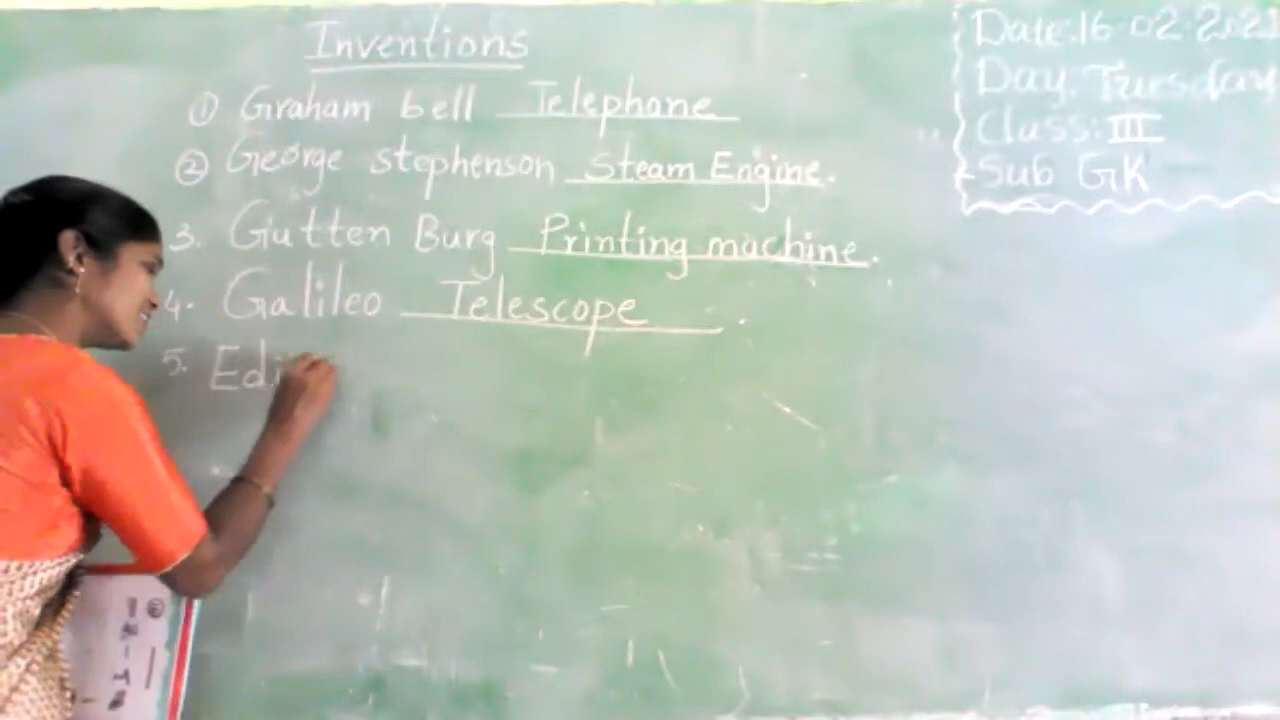 Inventions
① Graham bell Telephone
② George stephenson Steam Engine.
3. Gutten Burg Printing machine.
4. Galileo Telescope.
5. Edi
Date:16-02-2021
Day: Tuesday
Class: III
Sub GK